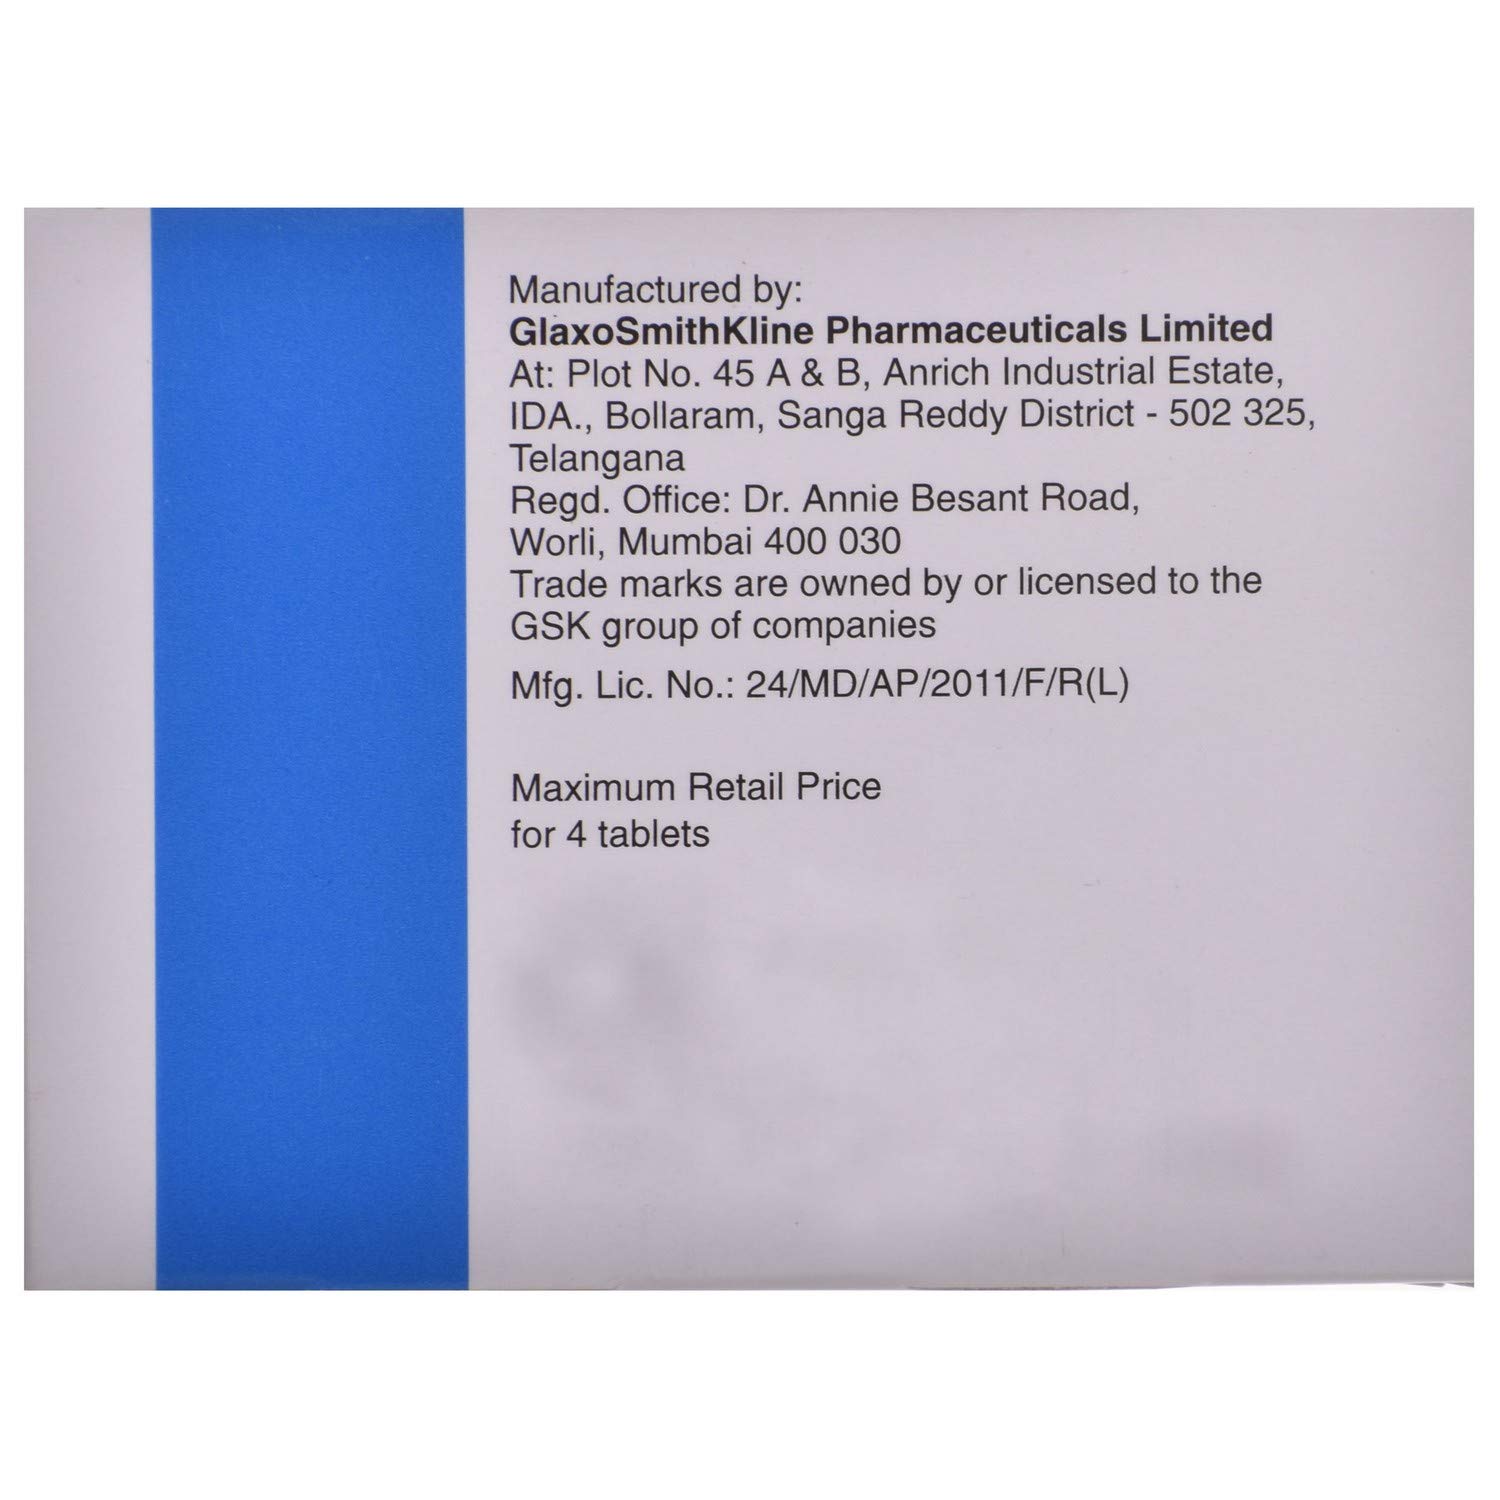 Manufactured by:
GlaxoSmithKline Pharmaceuticals Limited
At: Plot No. 45 A & B, Anrich Industrial Estate,
IDA., Bollaram, Sanga Reddy District - 502 325,
Telangana
Regd. Office: Dr. Annie Besant Road,
Worli, Mumbai 400 030
Trade marks are owned by or licensed to the
GSK group of companies
Mfg. Lic. No.: 24/MD/AP/2011/F/R(L)
Maximum Retail Price
for 4 tablets